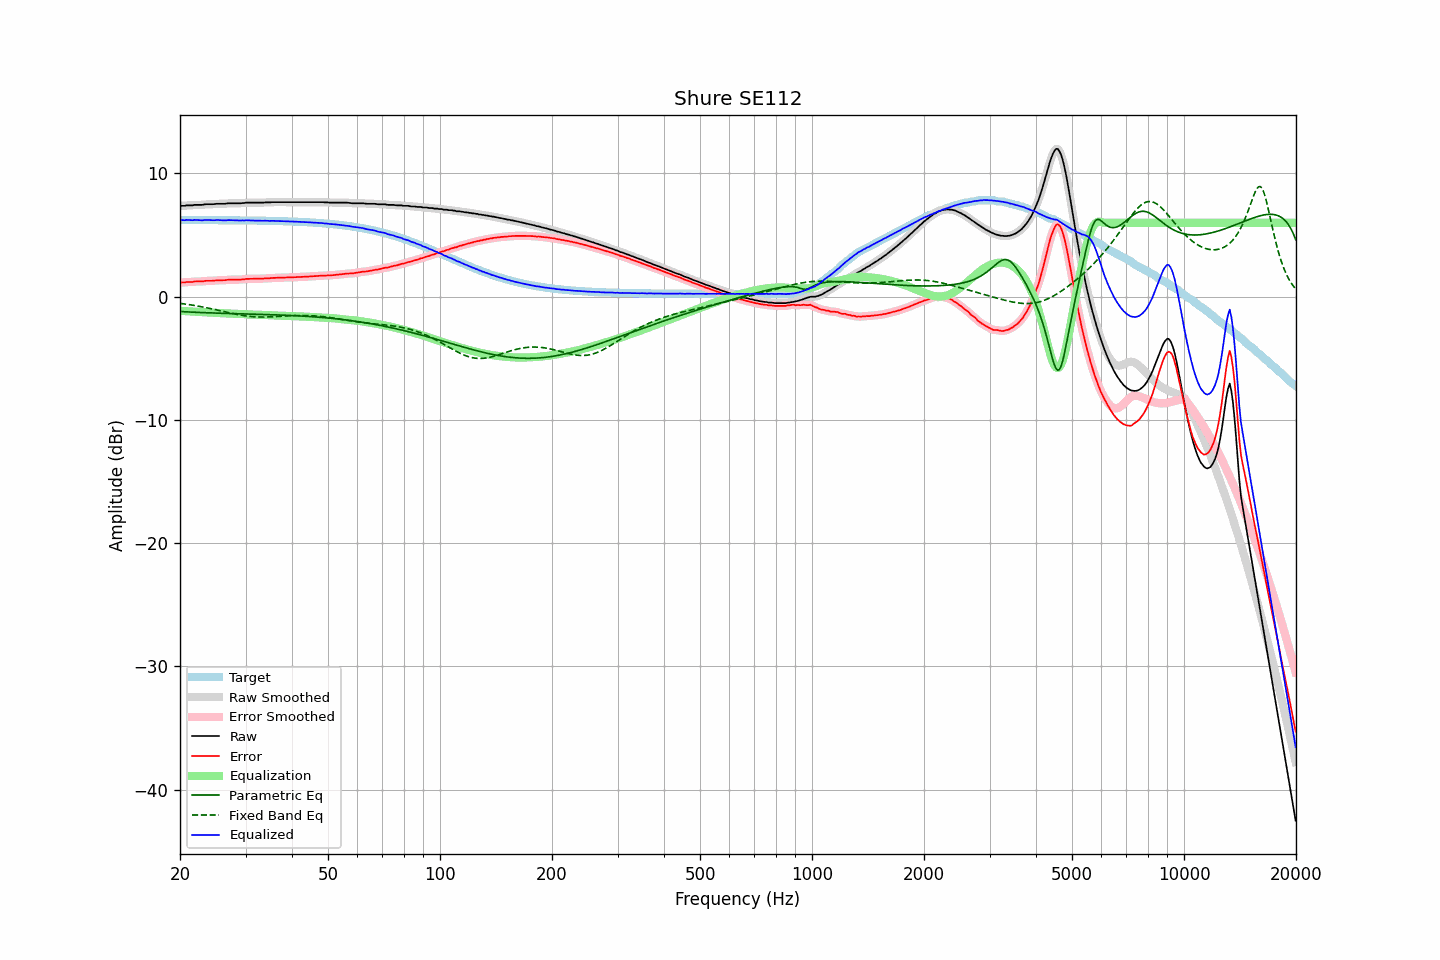 Shure SE112
Amplitude (dBr)
10
0
−10
−20
−30
−40
Target
Raw Smoothed
Error Smoothed
Raw
Error
Equalization
Parametric Eq
Fixed Band Eq
Equalized
20 50 100 200 500 1000 2000 5000 10000 20000
Frequency (Hz)